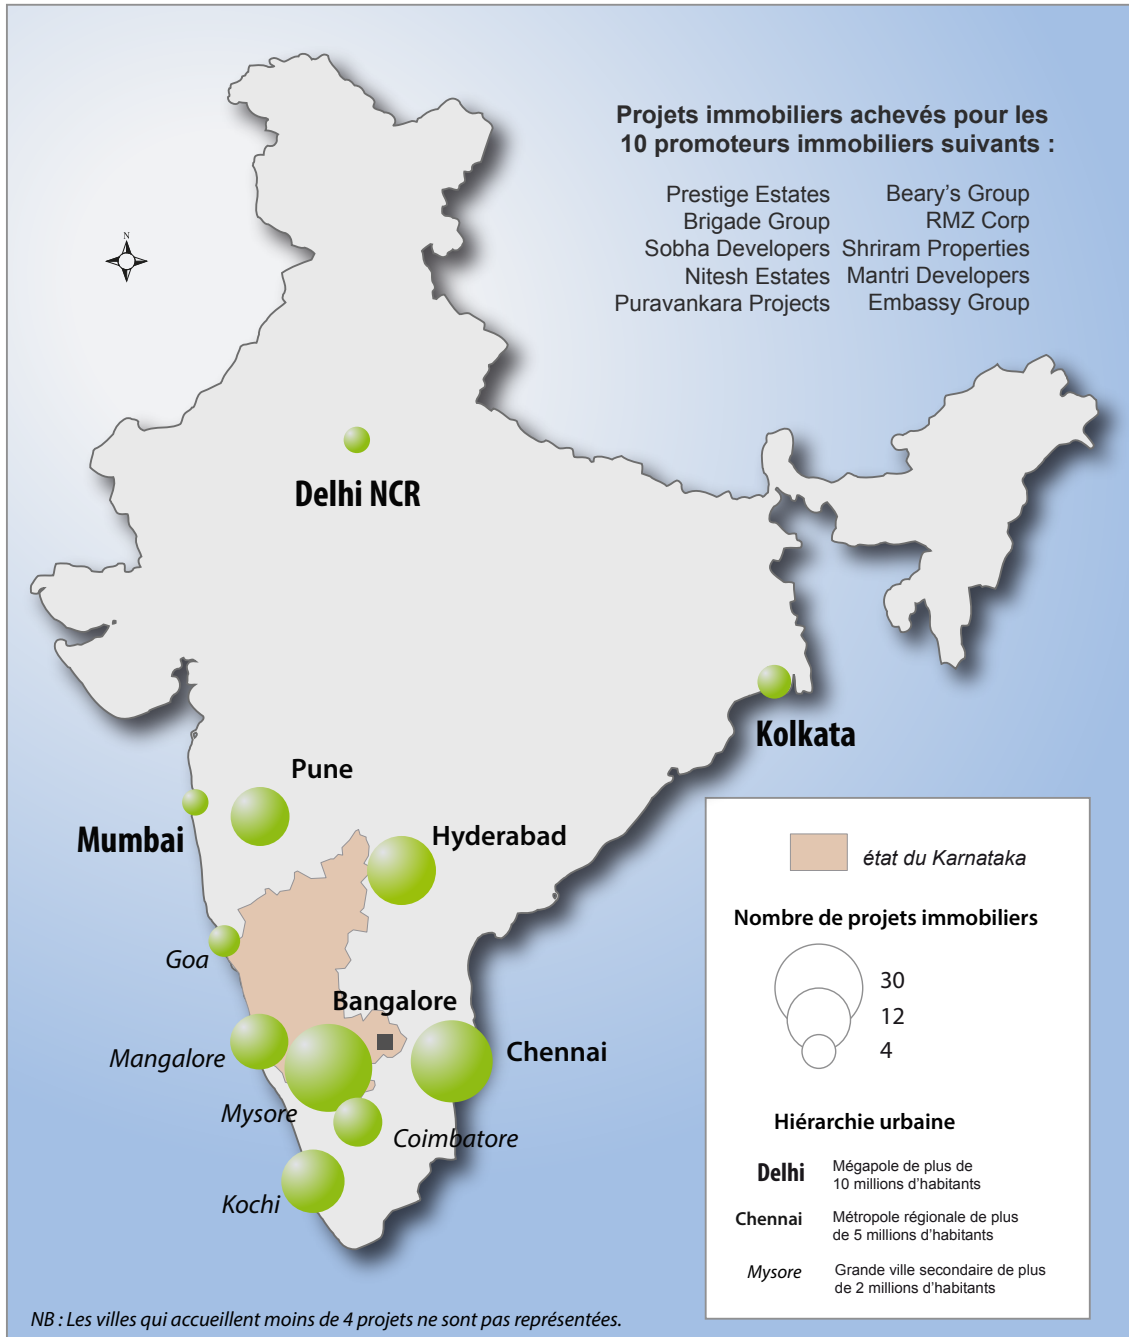 Projets immobiliers achevés pour les
10 promoteurs immobiliers suivants :
Prestige Estates
Brigade Group
Sobha Developers
Nitesh Estates
Puravankara Projects
Beary's Group
RMZ Corp
Shriram Properties
Mantri Developers
Embassy Group
N
Delhi NCR
Kolkata
Pune
Mumbai
Hyderabad
Goa
Bangalore
Mangalore
Chennai
Mysore
Coimbatore
Kochi
état du Karnataka
Nombre de projets immobiliers
30
12
4
Hiérarchie urbaine
Delhi
Mégapole de plus de
10 millions d'habitants
Chennai
Métropole régionale de plus
de 5 millions d'habitants
Mysore
Grande ville secondaire de plus
de 2 millions d'habitants
NB : Les villes qui accueillent moins de 4 projets ne sont pas représentées.